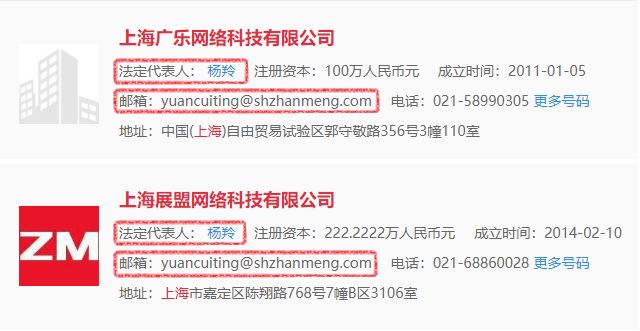 上海广乐网络科技有限公司
法定代表人：杨羚 注册资本：100万人民币元 成立时间：2011-01-05
邮箱：yuancuiting@shzhanmeng.com 电话：021-58990305 更多号码
地址：中国(上海)自由贸易试验区郭守敬路356号3幢110室
上海展盟网络科技有限公司
ZM
法定代表人：杨羚 注册资本：222.2222万人民币元 成立时间：2014-02-10
邮箱：yuancuiting@shzhanmeng.com 电话：021-68860028 更多号码
地址：上海市嘉定区陈翔路768号7幢B区3106室